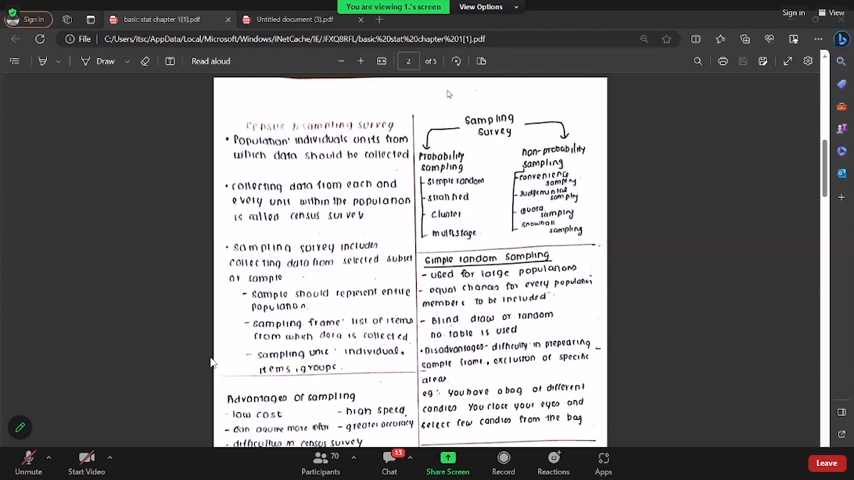 You are viewing 1.'s screen
View Options
Sign in
basic stat chapter 1[1].pdf
Untitled document (3).pdf
Sign in
View
File
C:/Users/itsc/AppData/Local/Microsoft/Windows/INetCache/IE/JFXQ8RFL/basic%20stat%20chapter%201[1].pdf
Draw
Read aloud
2
of 5
census & sampling survey
• Population: individuals units from
which data should be collected
• collecting data from each and
every unit within the population
is called census survey
• Sampling survey includes
collecting data from selected subset
or sample
- sample should represent entire
population.
- sampling frame: list of items
from which data is collected
- sampling unit: individual,
items, groups.
Advantages of sampling
- low cost
- high speed
- can aquire more infor
- greater accuracy
- difficulties in census survey
Sampling
Survey
Probability
sampling
- simple random
- stratified
- cluster
- multistage
non-probability
sampling
- convenience
sampling
- Judgemental
sampling
- quota
sampling
- snowball
sampling
Simple random sampling
- used for large populations
- equal chances for every population
members to be included
- Blind draw or random
no table is used
• Disadvantages - difficulty in prepearing
sample frame, exclusion of specific
areas
eg: You have a bag of different
candies You close your eyes and
select few candies from the bag
Unmute
Start Video
70
Participants
13
Chat
Share Screen
Record
Reactions
Apps
Leave